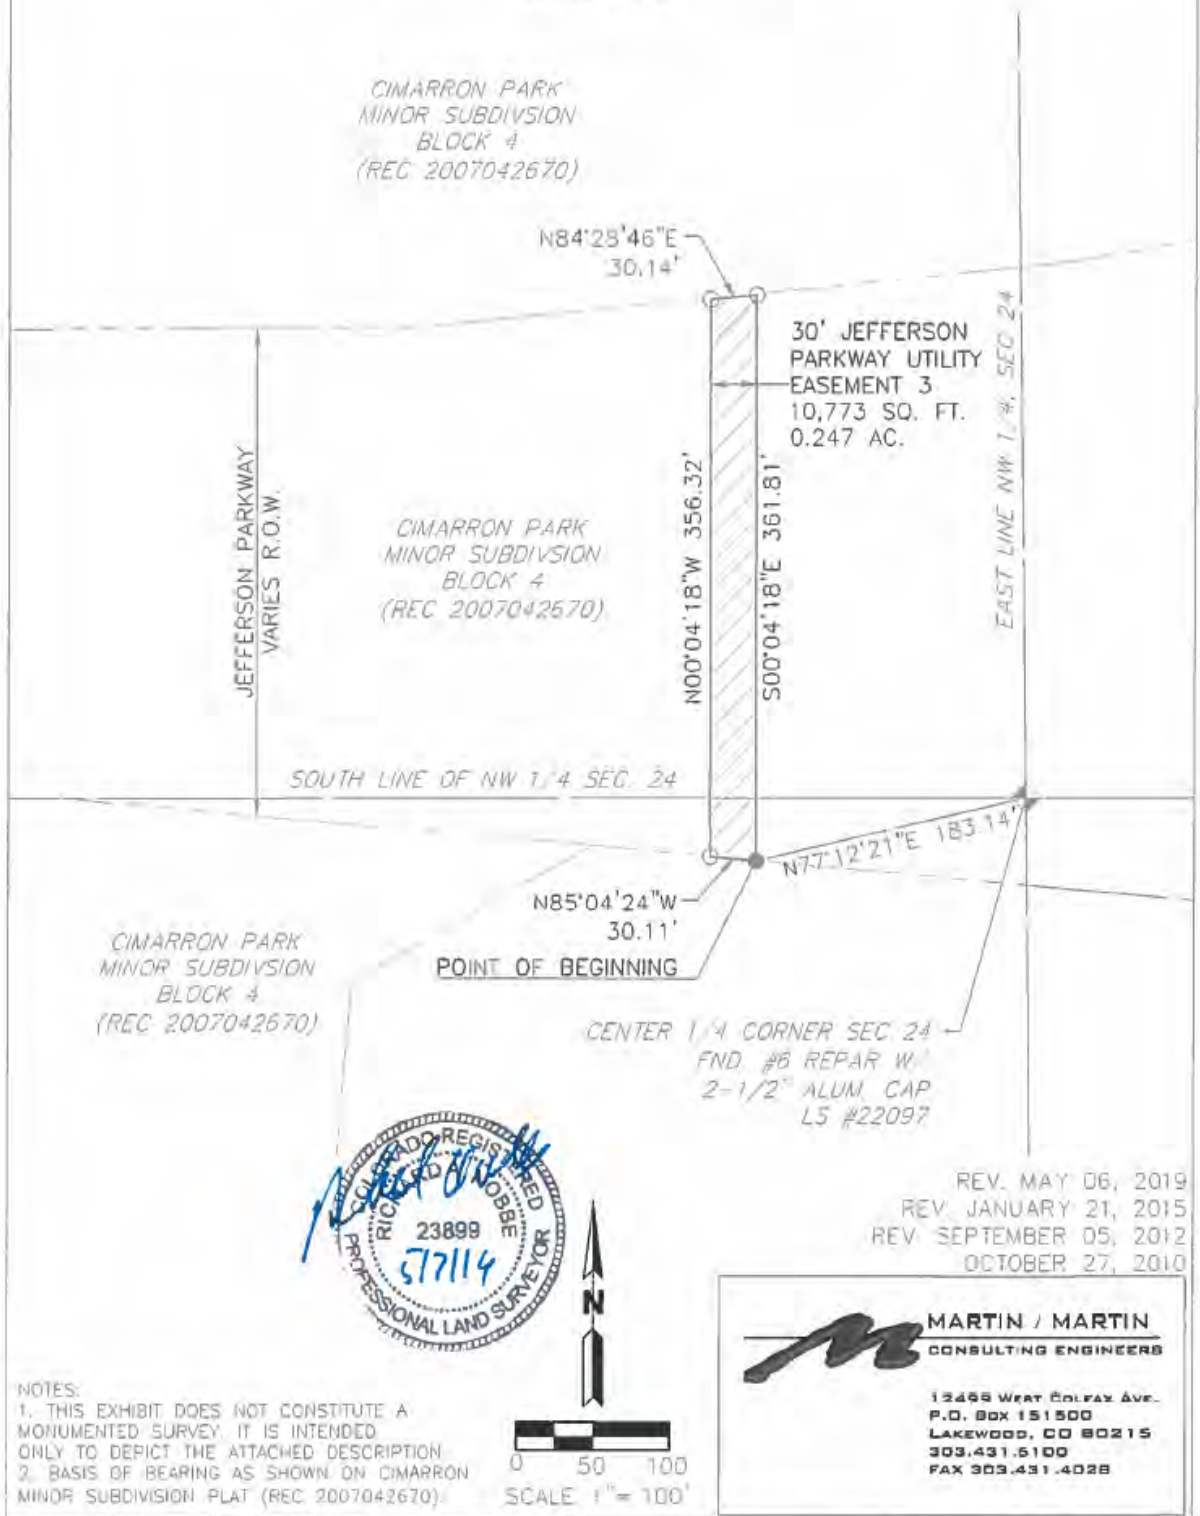 CIMARRON PARK
MINOR SUBDIVSION
BLOCK 4
(REC 2007042670)
N84°28'46"E
30.14'
30' JEFFERSON
PARKWAY UTILITY
EASEMENT 3
10,773 SQ. FT.
0.247 AC.
EAST LINE NW 1/4, SEC 24
JEFFERSON PARKWAY
VARIES R.O.W.
CIMARRON PARK
MINOR SUBDIVSION
BLOCK 4
(REC 2007042670)
N00°04'18"W 356.32'
S00°04'18"E 361.81'
SOUTH LINE OF NW 1/4 SEC. 24
N77°12'21"E 183.14'
N85°04'24"W
30.11'
POINT OF BEGINNING
CIMARRON PARK
MINOR SUBDIVSION
BLOCK 4
(REC 2007042670)
CENTER 1/4 CORNER SEC. 24
FND. #6 REPAR W/
2-1/2" ALUM. CAP
LS #22097
COLORADO REGISTERED
RICHARD A. NOBBE
23899
PROFESSIONAL LAND SURVEYOR
REV. MAY 06, 2019
REV. JANUARY 21, 2015
REV. SEPTEMBER 05, 2012
OCTOBER 27, 2010
N
MARTIN / MARTIN
CONSULTING ENGINEERS
12499 WEST COLFAX AVE.
P.O. BOX 151500
LAKEWOOD, CO 80215
303.431.6100
FAX 303.431.4028
NOTES:
1. THIS EXHIBIT DOES NOT CONSTITUTE A
MONUMENTED SURVEY. IT IS INTENDED
ONLY TO DEPICT THE ATTACHED DESCRIPTION.
2. BASIS OF BEARING AS SHOWN ON CIMARRON
MINOR SUBDIVISION PLAT (REC 2007042670).
0 50 100
SCALE 1"= 100'